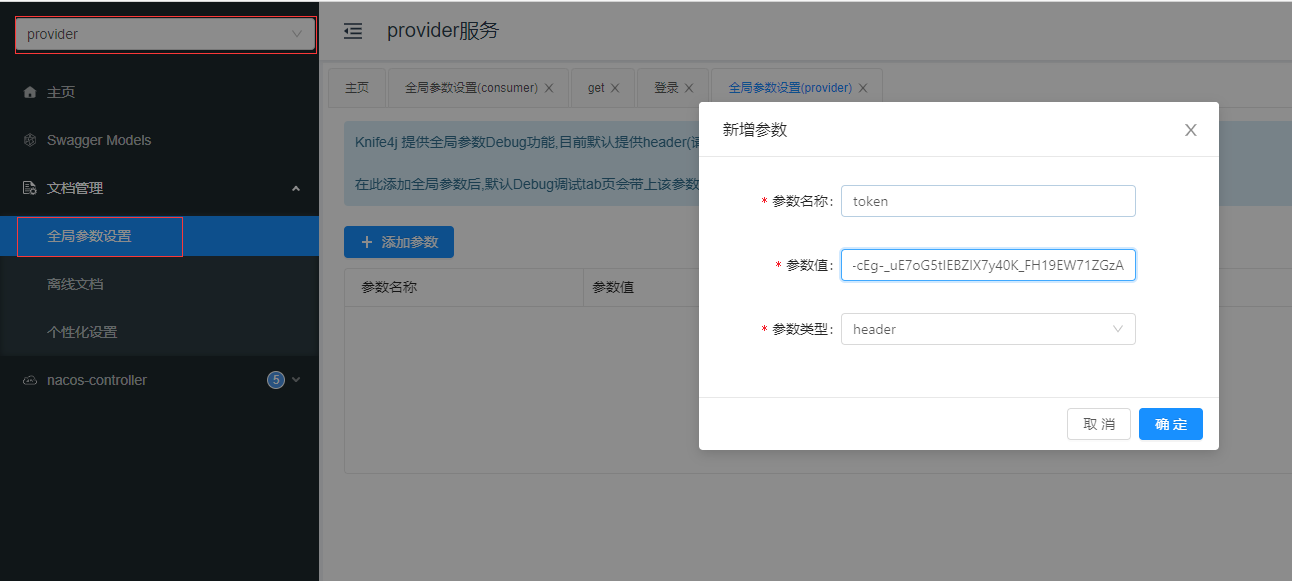 provider
主页
Swagger Models
文档管理
全局参数设置
离线文档
个性化设置
nacos-controller 5
provider服务
主页 全局参数设置(consumer) get 登录 全局参数设置(provider)
Knife4j 提供全局参数Debug功能,目前默认提供header(请
在此添加全局参数后,默认Debug调试tab页会带上该参数
添加参数
参数名称 参数值
新增参数
* 参数名称: token
* 参数值: -cEg-_uE7oG5tIEBZIX7y40K_FH19EW71ZGzA
* 参数类型: header
取 消 确 定